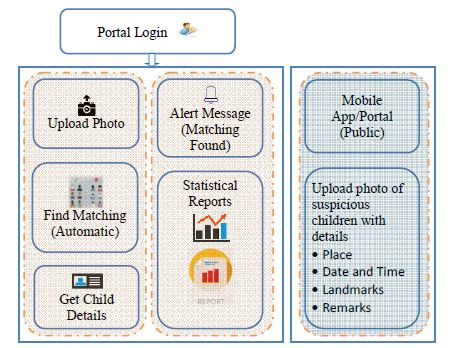 Portal Login
Upload Photo
Find Matching
(Automatic)
Get Child
Details
Alert Message
(Matching
Found)
Statistical
Reports
REPORT
Mobile
App/Portal
(Public)
Upload photo of
suspicious
children with
details
• Place
• Date and Time
• Landmarks
• Remarks